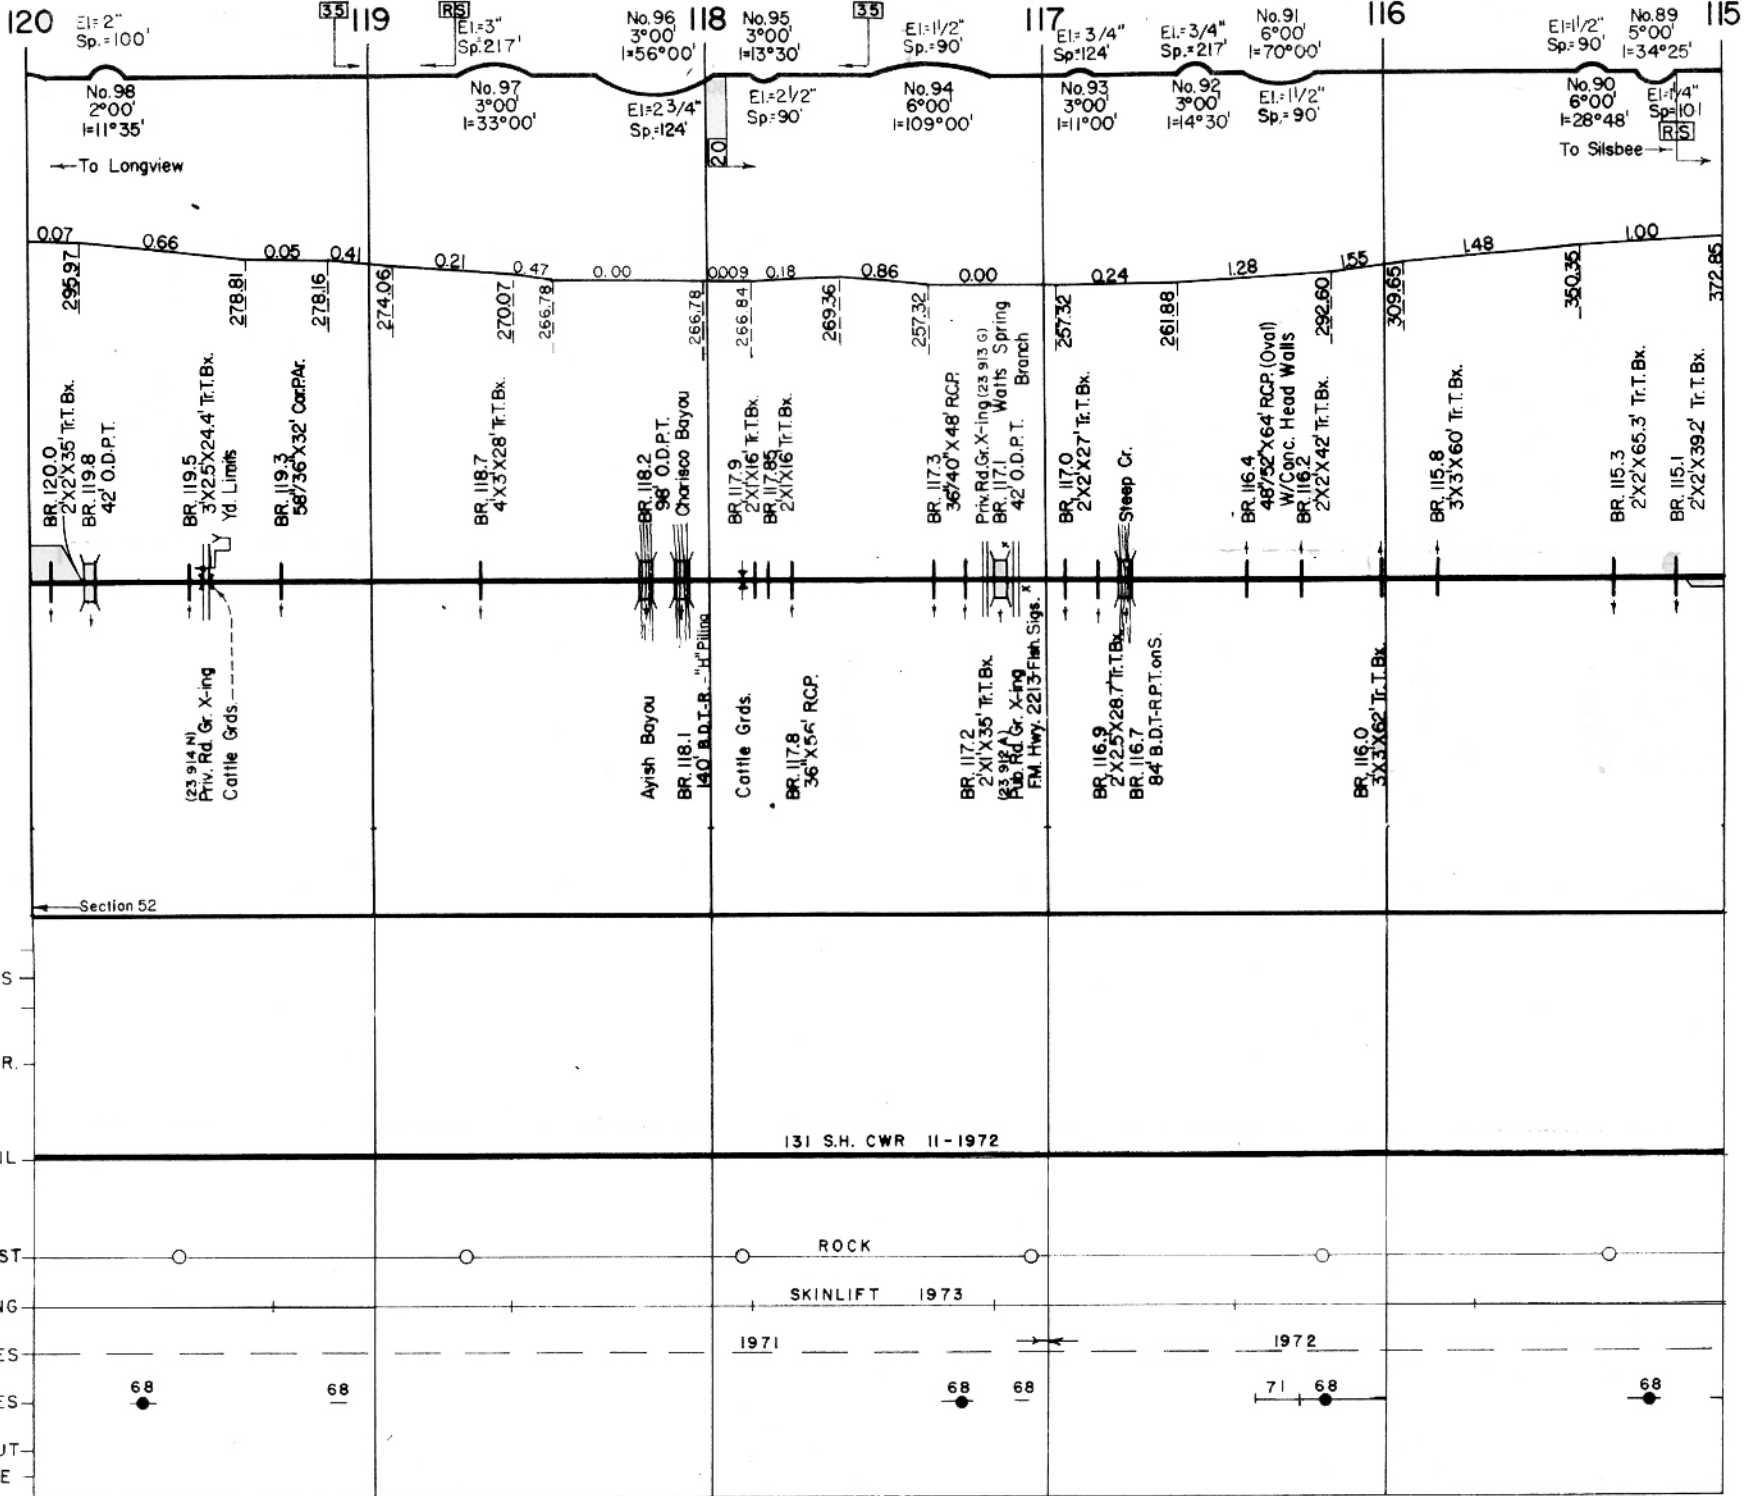 120
El=2"
Sp.=100'
35
119
RS
El.=3"
Sp.217'
No.96
3°00'
I=56°00'
118
No.95
3°00'
I=13°30'
35
El.=1 1/2"
Sp.=90'
117
El.=3/4"
Sp=124'
El.=3/4"
Sp.=217'
No.91
6°00'
I=70°00'
116
El=1 1/2"
Sp.=90'
No.89
5°00'
I=34°25'
115
No.98
2°00'
I=11°35'
No.97
3°00'
I=33°00'
El=2 3/4"
Sp.=124'
El.=2 1/2"
Sp.=90'
No.94
6°00'
I=109°00'
No.93
3°00'
I=11°00'
No.92
3°00'
I=14°30'
El.=1 1/2"
Sp.=90'
No.90
6°00'
I=28°48'
Sp=101
RS
20
To Longview
To Silsbee
0.07
0.66
0.05
0.41
0.21
0.47
0.00
0.009
0.18
0.86
0.00
0.24
1.28
1.55
1.48
1.00
295.97
278.81
278.16
274.06
270.07
266.78
266.78
266.84
269.36
257.32
257.32
261.88
292.60
309.65
350.35
372.85
BR. 120.0
2'X2'X35' Tr.T.Bx.
BR. 119.8
42' O.D.P.T.
BR. 119.5
3'X2.5'X24.4' Tr.T.Bx.
Yd. Limits
BR. 119.3
58"/36"X32' Cor.P.Ar.
BR. 118.7
4'X3'X28' Tr.T.Bx.
BR. 118.2
98' O.D.P.T.
Charisco Bayou
BR. 117.9
2'X1'X16' Tr.T.Bx.
BR. 117.85
2'X1'X16' Tr.T.Bx.
BR. 117.3
36"/40"X48' R.C.P.
Priv. Rd. Gr. X-ing (23 913 G)
BR. 117.1 Watts Spring
42' O.D.P.T. Branch
BR. 117.0
2'X2'X27' Tr.T.Bx.
Steep Cr.
BR. 116.4
48"/52"X64' R.C.P. (Oval)
W/Conc. Head Walls
BR. 116.2
2'X2'X42' Tr.T.Bx.
BR. 115.8
3'X3'X60' Tr.T.Bx.
BR. 115.3
2'X2'X65.3' Tr.T.Bx.
BR. 115.1
2'X2'X39.2' Tr.T.Bx.
(23 914 N)
Priv. Rd. Gr. X-ing
Cattle Grds.
Ayish Bayou
BR. 118.1
140' B.D.T.-R.-"H" Piling
Cattle Grds.
BR. 117.8
36"X56' R.C.P.
BR. 117.2
2'X1'X35' Tr.T.Bx.
(23 912 A)
Pub. Rd. Gr. X-ing
F.M. Hwy. 2213-Flsh. Sigs.
BR. 116.9
2'X2.5'X28.7' Tr.T.Bx.
BR. 116.7
84' B.D.T-R.P.T. on S.
BR. 116.0
3'X3'X62' Tr.T.Bx.
Section 52
S
R.
IL
131 S.H. CWR 11-1972
ST
ROCK
NG
SKINLIFT 1973
ES
1971
1972
ES
68
68
68
68
71
68
68
UT
E